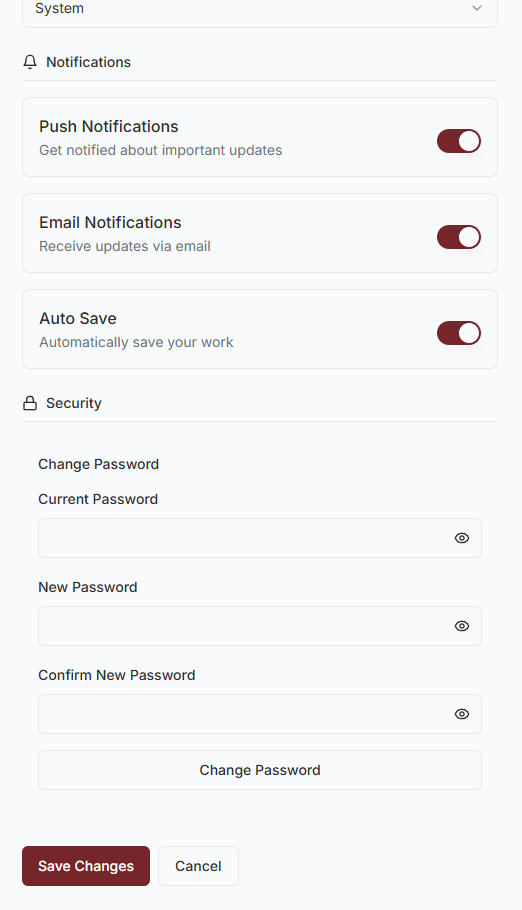 System
Notifications
Push Notifications
Get notified about important updates
Email Notifications
Receive updates via email
Auto Save
Automatically save your work
Security
Change Password
Current Password
New Password
Confirm New Password
Change Password
Save Changes
Cancel